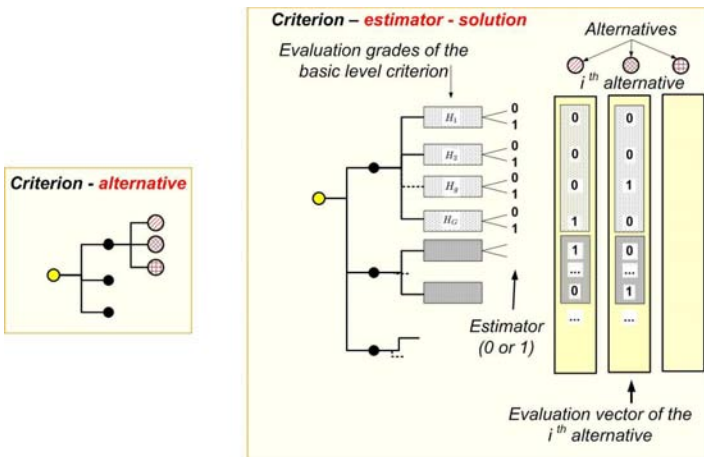 Criterion - alternative
Criterion – estimator - solution
Evaluation grades of the
basic level criterion
Alternatives
i th alternative
H1
0
1
H2
0
1
Hg
0
1
HG
0
1
Estimator
(0 or 1)
0
0
0
1
1
...
0
...
0
0
1
0
0
...
1
...
Evaluation vector of the
i th alternative